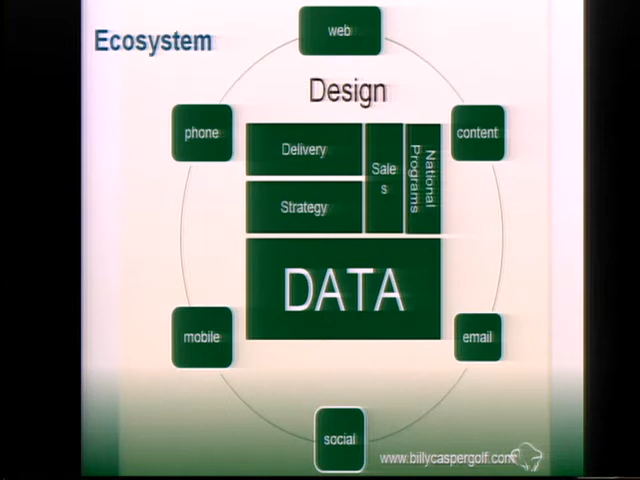 Ecosystem
web
Design
phone
content
Delivery
Sale
s
National
Programs
Strategy
DATA
mobile
email
social
www.billycaspergolf.com